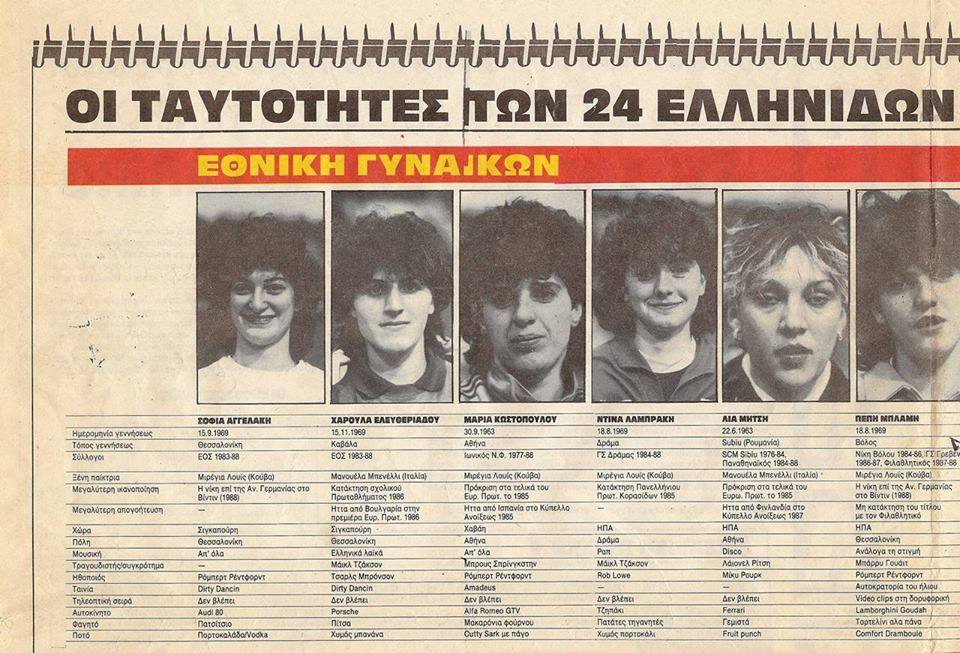 ΟΙ ΤΑΥΤΟΤΗΤΕΣ ΤΩΝ 24 ΕΛΛΗΝΙΔΩΝ
ΕΘΝΙΚΗ ΓΥΝΑΙΚΩΝ
ΣΟΦΙΑ ΑΓΓΕΛΑΚΗ ΧΑΡΟΥΛΑ ΕΛΕΥΘΕΡΙΑΔΟΥ ΜΑΡΙΑ ΚΩΣΤΟΠΟΥΛΟΥ ΝΤΙΝΑ ΛΑΜΠΡΑΚΗ ΛΙΑ ΜΗΤΣΗ ΠΕΠΗ ΜΠΛΑΜΗ
Ημερομηνία γεννήσεως 15.9.1969 15.11.1969 30.9.1963 18.8.1969 22.6.1963 18.8.1969
Τόπος γεννήσεως Θεσσαλονίκη Καβάλα Αθήνα Δράμα Subiu (Ρουμανία) Βόλος
Σύλλογοι ΕΟΣ 1983-88 ΕΟΣ 1983-88 Ιωνικός Ν.Φ. 1977-88 ΓΣ Δράμας 1984-88 SCM Sibiu 1976-84, Νίκη Βόλου 1984-86, ΓΣ Γρεβεν
Παναθηναϊκός 1984-88 1986-87, Φιλαθλητικός 1987-88
Ξένη παίκτρια Μιρέγια Λουίς (Κούβα) Μανουέλα Μπενέλλι (Ιταλία) Μιρέγια Λουίς (Κούβα) Μιρέγια Λουίς (Κούβα) Μανουέλα Μπενέλλι (Ιταλία) Μιρέγια Λουίς (Κούβα)
Μεγαλύτερη ικανοποίηση Η νίκη επί της Αν. Γερμανίας στο Κατάκτηση σχολικού Πρόκριση στα τελικά του Κατάκτηση Πανελλήνιου Πρόκριση στα τελικά του Η νίκη επί της Αν. Γερμανίας
Βίντιν (1988) Πρωταθλήματος 1986 Ευρ. Πρωτ. το 1985 Πρωτ. Κορασίδων 1985 Ευρω. Πρωτ. το 1985 στο Βίντιν (1988)
Μεγαλύτερη απογοήτευση — Ήττα από Βουλγαρία στην Ήττα από Ισπανία στο Κύπελλο — Ήττα από Φινλανδία στο Μη κατάκτηση του τίτλου
πρεμιέρα Ευρ. Πρωτ. 1986 Ανοίξεως 1985 Κύπελλο Ανοίξεως 1987 με τον Φιλαθλητικό
Χώρα Σιγκαπούρη Σιγκαπούρη Χαβάη ΗΠΑ ΗΠΑ ΗΠΑ
Πόλη Θεσσαλονίκη Θεσσαλονίκη Αθήνα Δράμα Αθήνα Θεσσαλονίκη
Μουσική Απ' όλα Ελληνικά λαϊκά Απ' όλα Ραπ Disco Ανάλογα τη στιγμή
Τραγουδιστής/συγκρότημα — Μάικλ Τζάκσον Μπρους Σπρίνγκστην Μάικλ Τζάκσον Λάιονελ Ρίτση Μπάρρυ Γουάιτ
Ηθοποιός Ρόμπερτ Ρέντφορντ Τσαρλς Μπρόνσον Ρόμπερτ Ρέντφορντ Rob Lowe Μίκυ Ρουρκ Ρόμπερτ Ρέντφορντ
Ταινία Dirty Dancin Dirty Dancin Amadeus — — Αυτοκρατορία του ήλιου
Τηλεοπτική σειρά Δεν βλέπει Δεν βλέπει Δεν βλέπει Δεν βλέπει Δεν βλέπει Video clips στη δορυφορική
Αυτοκίνητο Audi 80 Porsche Alfa Romeo GTV Τζηπάκι Ferrari Lamborghini Goudah
Φαγητό Παστίτσιο Πίτσα Μακαρόνια φούρνου Πατάτες τηγανητές Γεμιστά Τορτελίνι αλα πάνα
Ποτό Πορτοκαλάδα/Vodka Χυμός μπανάνα Cutty Sark με πάγο Χυμός πορτοκάλι Fruit punch Comfort Dramboule